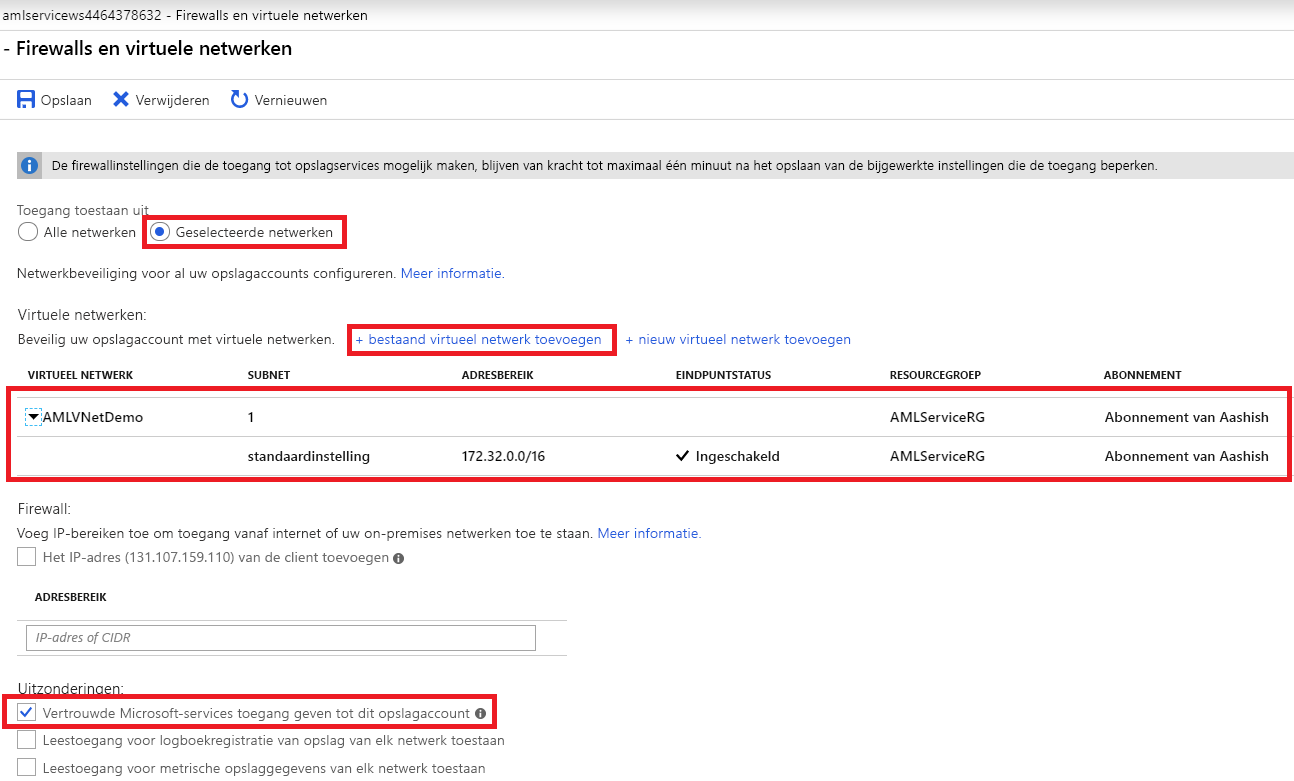 amlservicews4464378632 - Firewalls en virtuele netwerken
- Firewalls en virtuele netwerken
Opslaan Verwijderen Vernieuwen
De firewallinstellingen die de toegang tot opslagservices mogelijk maken, blijven van kracht tot maximaal één minuut na het opslaan van de bijgewerkte instellingen die de toegang beperken.
Toegang toestaan uit
Alle netwerken Geselecteerde netwerken
Netwerkbeveiliging voor al uw opslagaccounts configureren. Meer informatie.
Virtuele netwerken:
Beveilig uw opslagaccount met virtuele netwerken. + bestaand virtueel netwerk toevoegen + nieuw virtueel netwerk toevoegen
VIRTUEEL NETWERK SUBNET ADRESBEREIK EINDPUNTSTATUS RESOURCEGROEP ABONNEMENT
AMLVNetDemo 1 AMLServiceRG Abonnement van Aashish
standaardinstelling 172.32.0.0/16 Ingeschakeld AMLServiceRG Abonnement van Aashish
Firewall:
Voeg IP-bereiken toe om toegang vanaf internet of uw on-premises netwerken toe te staan. Meer informatie.
Het IP-adres (131.107.159.110) van de client toevoegen
ADRESBEREIK
IP-adres of CIDR
Uitzonderingen:
Vertrouwde Microsoft-services toegang geven tot dit opslagaccount
Leestoegang voor logboekregistratie van opslag van elk netwerk toestaan
Leestoegang voor metrische opslaggegevens van elk netwerk toestaan